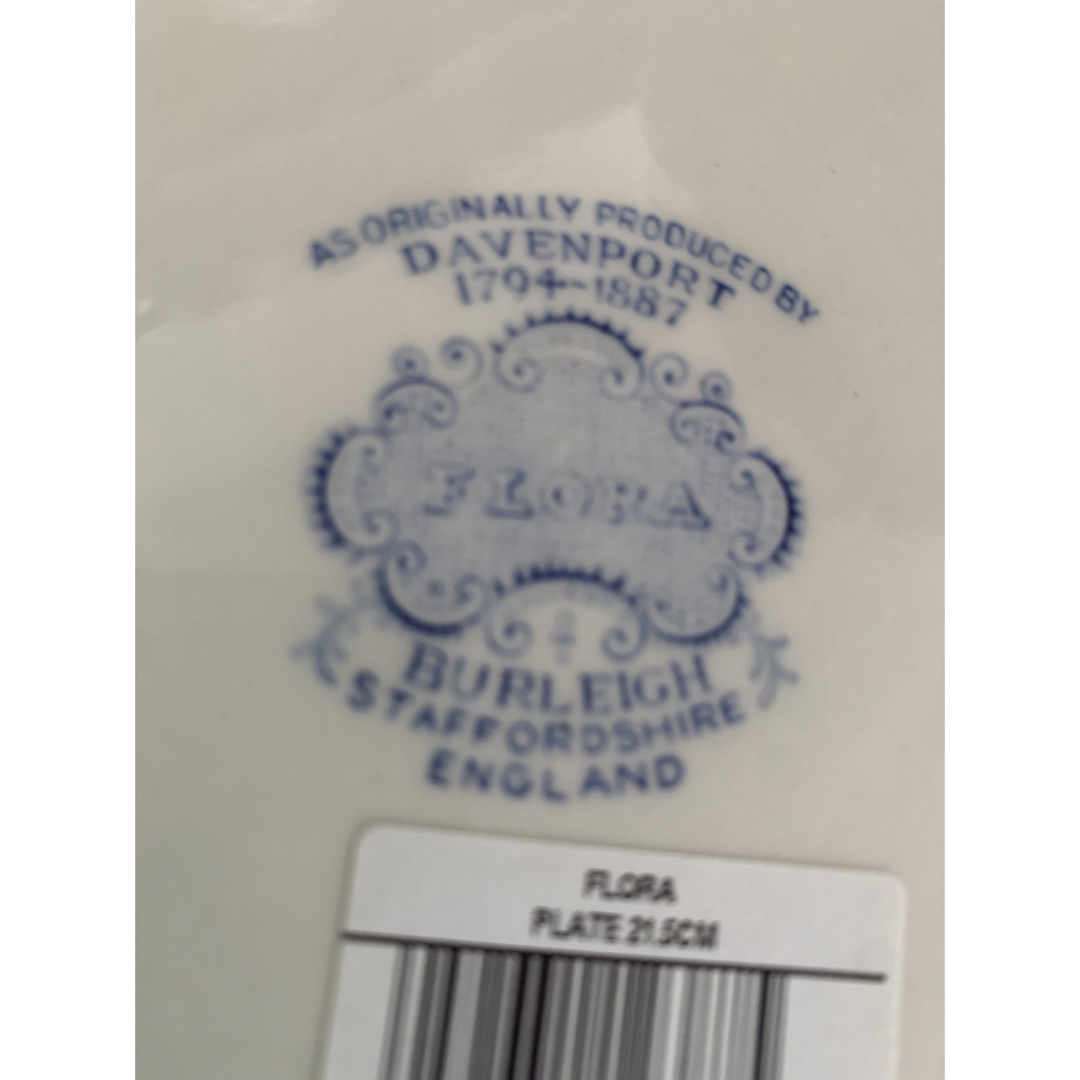 AS ORIGINALLY PRODUCED BY
DAVENPORT
1794-1887
FLORA
BURLEIGH
STAFFORDSHIRE
ENGLAND
FLORA
PLATE 21.5CM